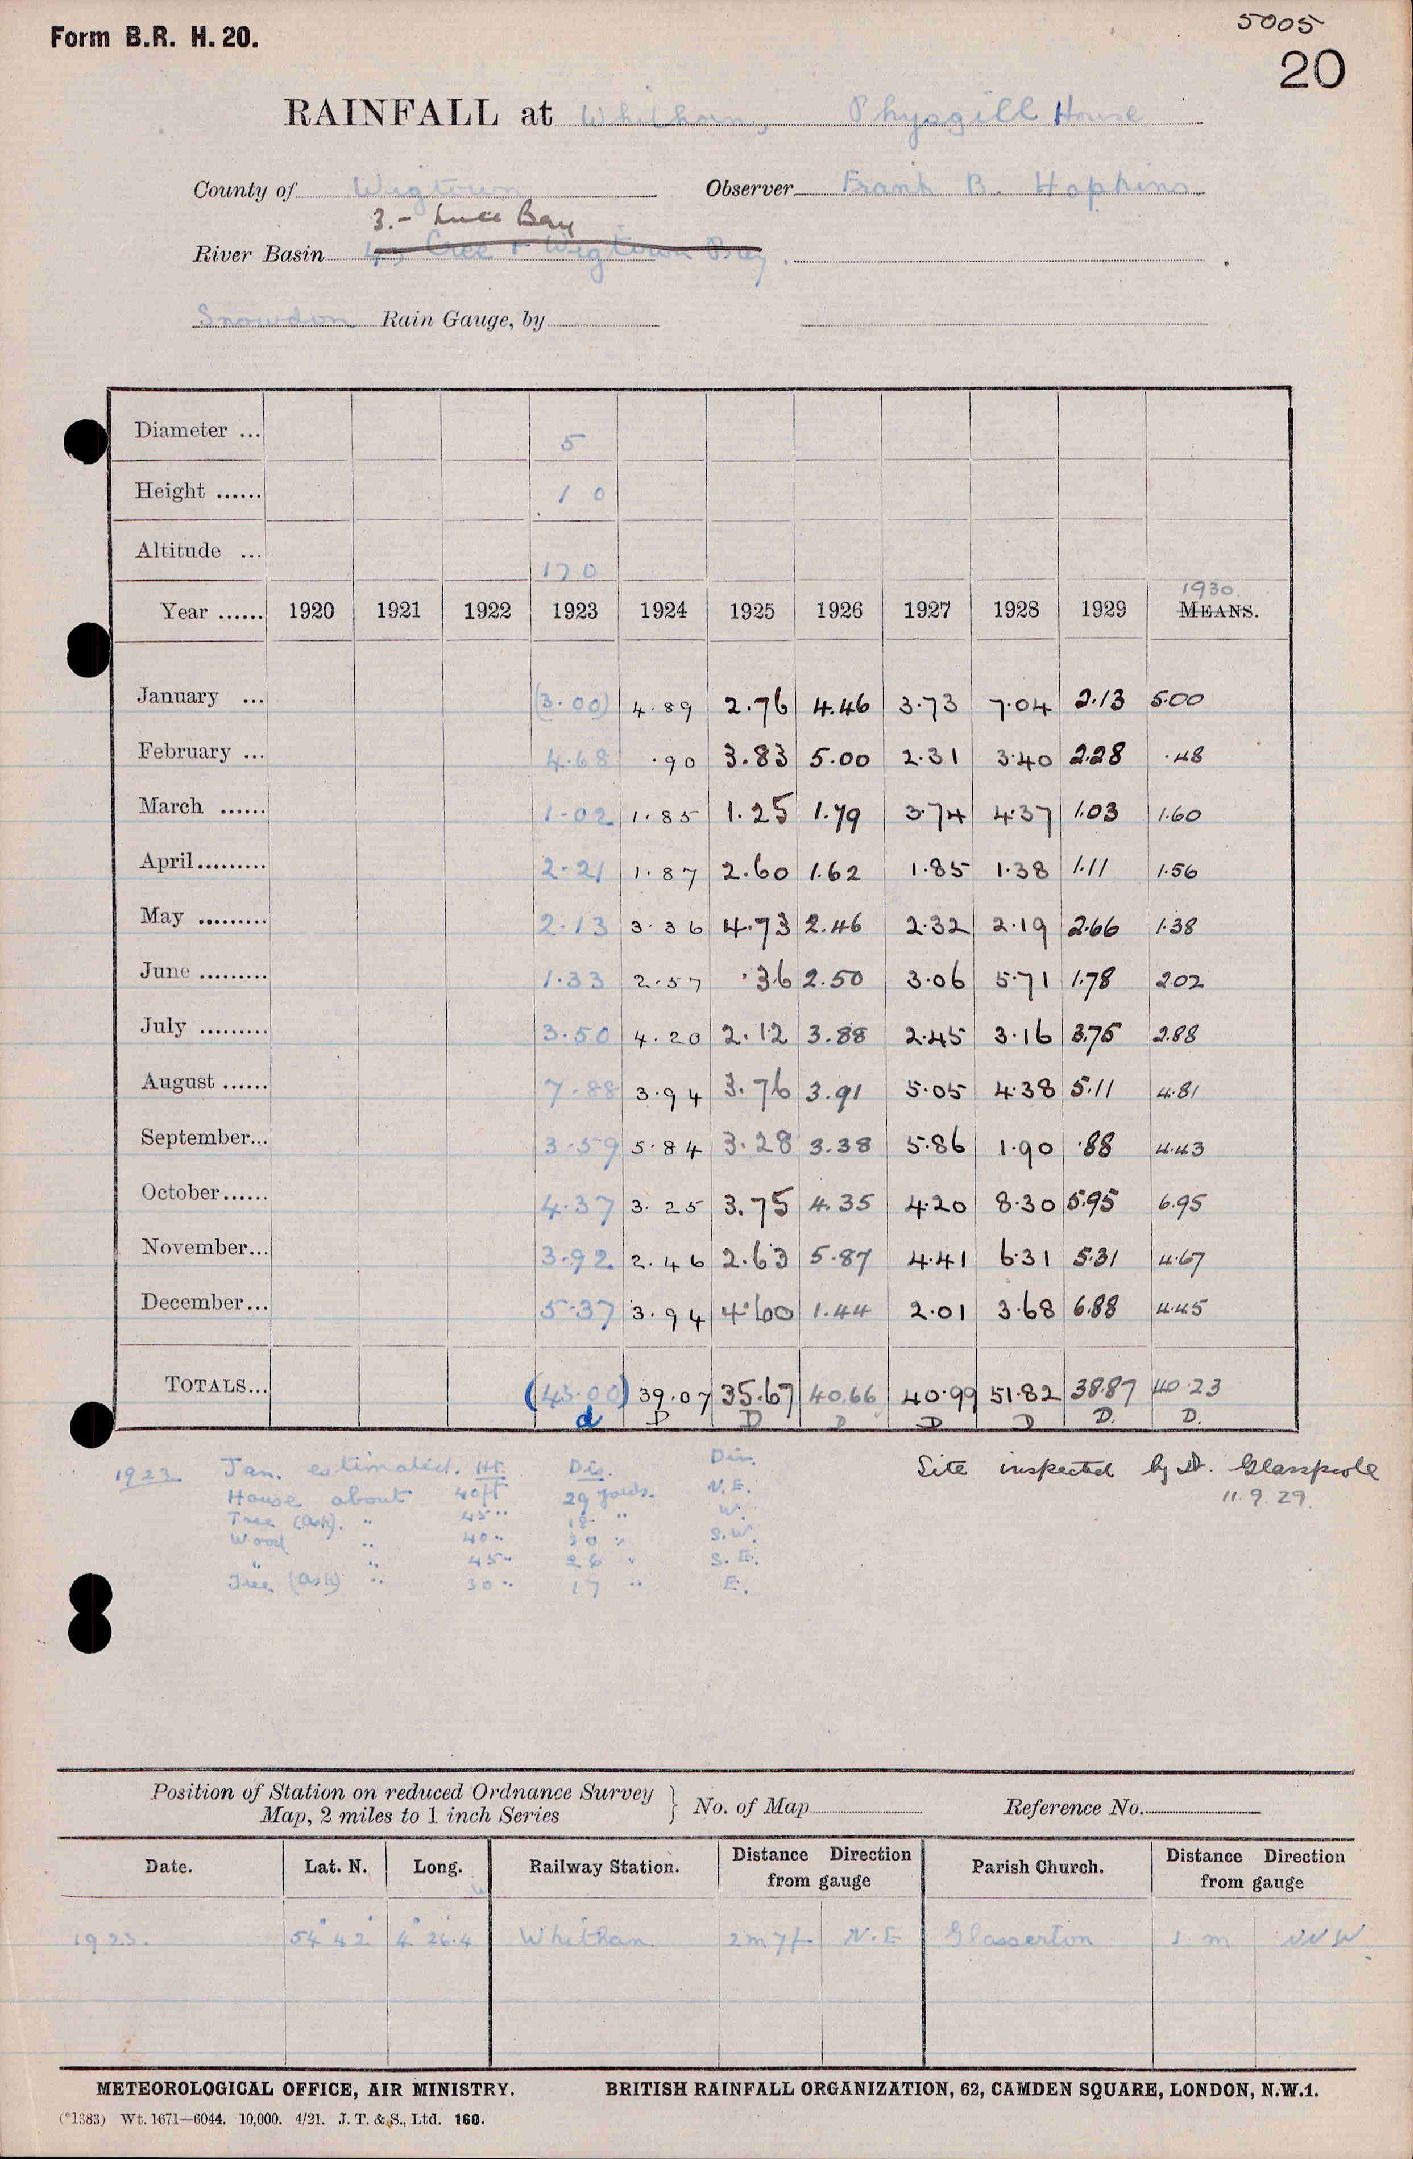 Form B.R. H. 20.
5005
20
RAINFALL at Whithorn, Physgill House
County of Wigtown Observer Frank B. Hopkins
3.- Luce Bay
River Basin 4, Cree + Wigtown Bay.
Snowdon Rain Gauge, by
Diameter ... 5
Height ...... 1 0
Altitude ... 170
1930.
Year ...... 1920 1921 1922 1923 1924 1925 1926 1927 1928 1929 MEANS.
January ... (3.00) 4.89 2.76 4.46 3.73 7.04 2.13 5.00
February ... 4.68 .90 3.83 5.00 2.31 3.40 2.28 .48
March ...... 1.02 1.85 1.25 1.79 3.74 4.37 1.03 1.60
April......... 2.21 1.87 2.60 1.62 1.85 1.38 1.11 1.56
May ......... 2.13 3.36 4.73 2.46 2.32 2.19 2.66 1.38
June ......... 1.33 2.57 .36 2.50 3.06 5.71 1.78 2.02
July ......... 3.50 4.20 2.12 3.88 2.45 3.16 3.75 2.88
August ...... 7.88 3.94 3.76 3.91 5.05 4.38 5.11 4.81
September... 3.59 5.84 3.28 3.38 5.86 1.90 .88 4.43
October...... 4.37 3.25 3.75 4.35 4.20 8.30 5.95 6.95
November... 3.92 2.46 2.63 5.87 4.41 6.31 5.31 4.67
December... 5.37 3.94 4.60 1.44 2.01 3.68 6.88 4.45
TOTALS... (43.00) 39.07 35.67 40.66 40.99 51.82 38.87 40.23
d D D D D D D. D.
1923 Jan. estimated. Ht. Dis. Dir.
House about 40ft 29 yards. N.E.
Tree (Ash). " 45 " 18 " W.
Wood " 40 " 30 " S.W.
" " 45 " 26 " S.E.
Tree (Ash) " 30 " 17 " E.
Site inspected by Dr. Glasspoole
11.9.29.
Position of Station on reduced Ordnance Survey
Map, 2 miles to 1 inch Series } No. of Map Reference No.
Date. Lat. N. Long. Railway Station. Distance Direction from gauge Parish Church. Distance Direction from gauge
W
1923. 54° 42' 4° 26.4 Whithorn 2m 7f. N.E Glasserton 1 m NNW.
METEOROLOGICAL OFFICE, AIR MINISTRY. BRITISH RAINFALL ORGANIZATION, 62, CAMDEN SQUARE, LONDON, N.W.1.
(*1383) Wt. 1671—6044. 10,000. 4/21. J. T. & S., Ltd. 160.